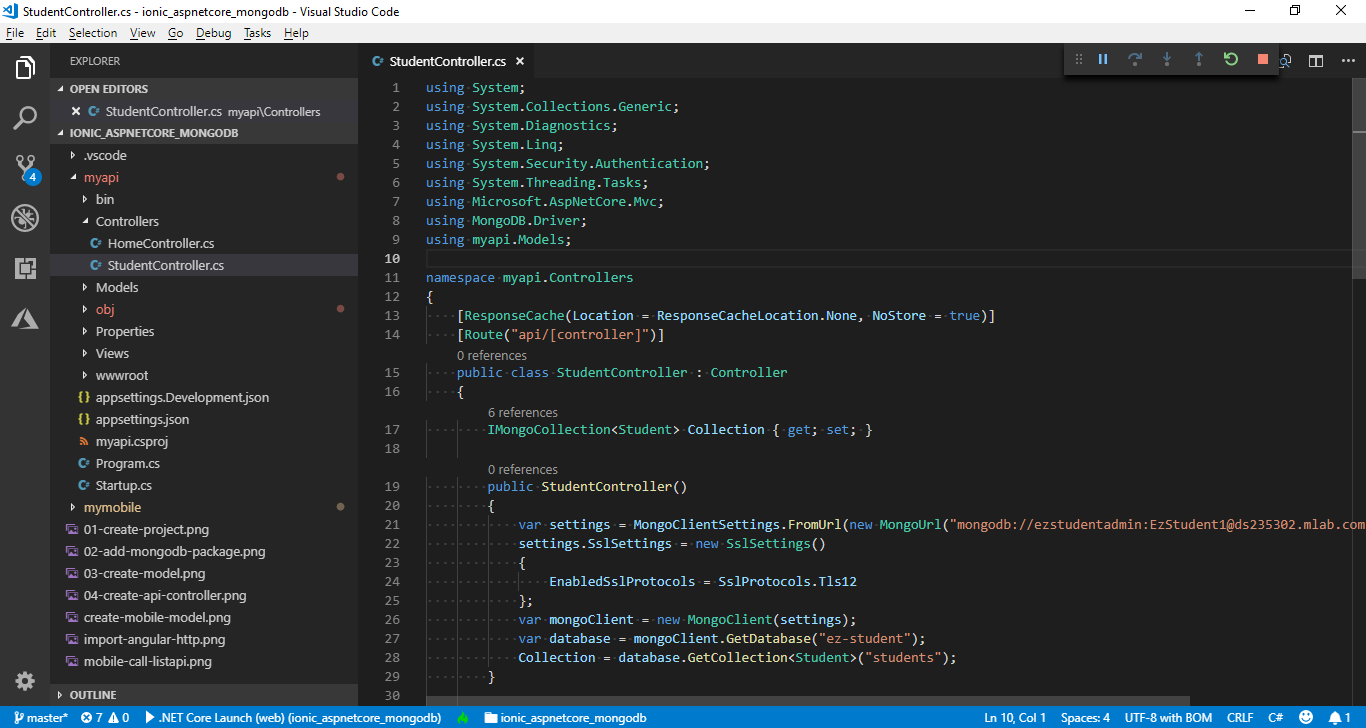 StudentController.cs - ionic_aspnetcore_mongodb - Visual Studio Code
File Edit Selection View Go Debug Tasks Help
EXPLORER
OPEN EDITORS
StudentController.cs myapi\Controllers
IONIC_ASPNETCORE_MONGODB
.vscode
myapi
bin
Controllers
HomeController.cs
StudentController.cs
Models
obj
Properties
Views
wwwroot
{} appsettings.Development.json
{} appsettings.json
myapi.csproj
Program.cs
Startup.cs
mymobile
01-create-project.png
02-add-mongodb-package.png
03-create-model.png
04-create-api-controller.png
create-mobile-model.png
import-angular-http.png
mobile-call-listapi.png
OUTLINE
4
StudentController.cs
1 using System;
2 using System.Collections.Generic;
3 using System.Diagnostics;
4 using System.Linq;
5 using System.Security.Authentication;
6 using System.Threading.Tasks;
7 using Microsoft.AspNetCore.Mvc;
8 using MongoDB.Driver;
9 using myapi.Models;
10
11 namespace myapi.Controllers
12 {
13 [ResponseCache(Location = ResponseCacheLocation.None, NoStore = true)]
14 [Route("api/[controller]")]
0 references
15 public class StudentController : Controller
16 {
6 references
17 IMongoCollection<Student> Collection { get; set; }
18
0 references
19 public StudentController()
20 {
21 var settings = MongoClientSettings.FromUrl(new MongoUrl("mongodb://ezstudentadmin:EzStudent1@ds235302.mlab.com
22 settings.SslSettings = new SslSettings()
23 {
24 EnabledSslProtocols = SslProtocols.Tls12
25 };
26 var mongoClient = new MongoClient(settings);
27 var database = mongoClient.GetDatabase("ez-student");
28 Collection = database.GetCollection<Student>("students");
29 }
30
master* 7 0 .NET Core Launch (web) (ionic_aspnetcore_mongodb) ionic_aspnetcore_mongodb Ln 10, Col 1 Spaces: 4 UTF-8 with BOM CRLF C# 1